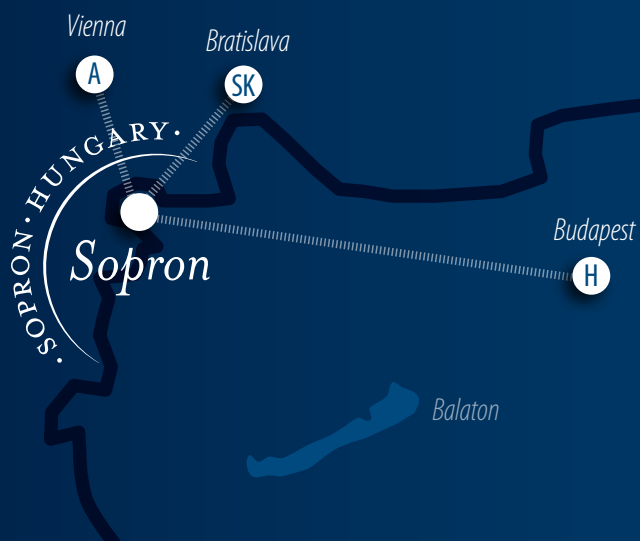 Vienna
Bratislava
A
SK
· SOPRON · HUNGARY ·
Sopron
Budapest
H
Balaton